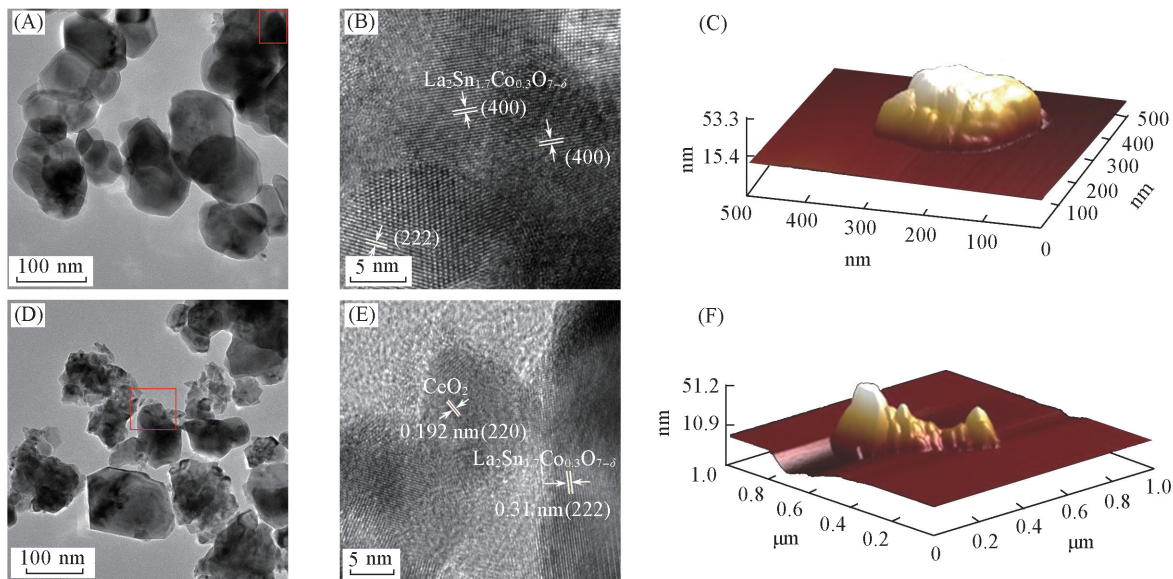 (A)
100 nm
(B)
La₂Sn₁.₇Co₀.₃O₇₋δ
(400)
(400)
(222)
5 nm
(C)
53.3
15.4
nm
500
400
300
200
100
0
nm
100
200
300
400
500
nm
(D)
100 nm
(E)
CeO₂
0.192 nm(220)
La₂Sn₁.₇Co₀.₃O₇₋δ
0.31 nm(222)
5 nm
(F)
51.2
10.9
nm
1.0
0.8
0.6
0.4
0.2
0
μm
0.2
0.4
0.6
0.8
1.0
μm